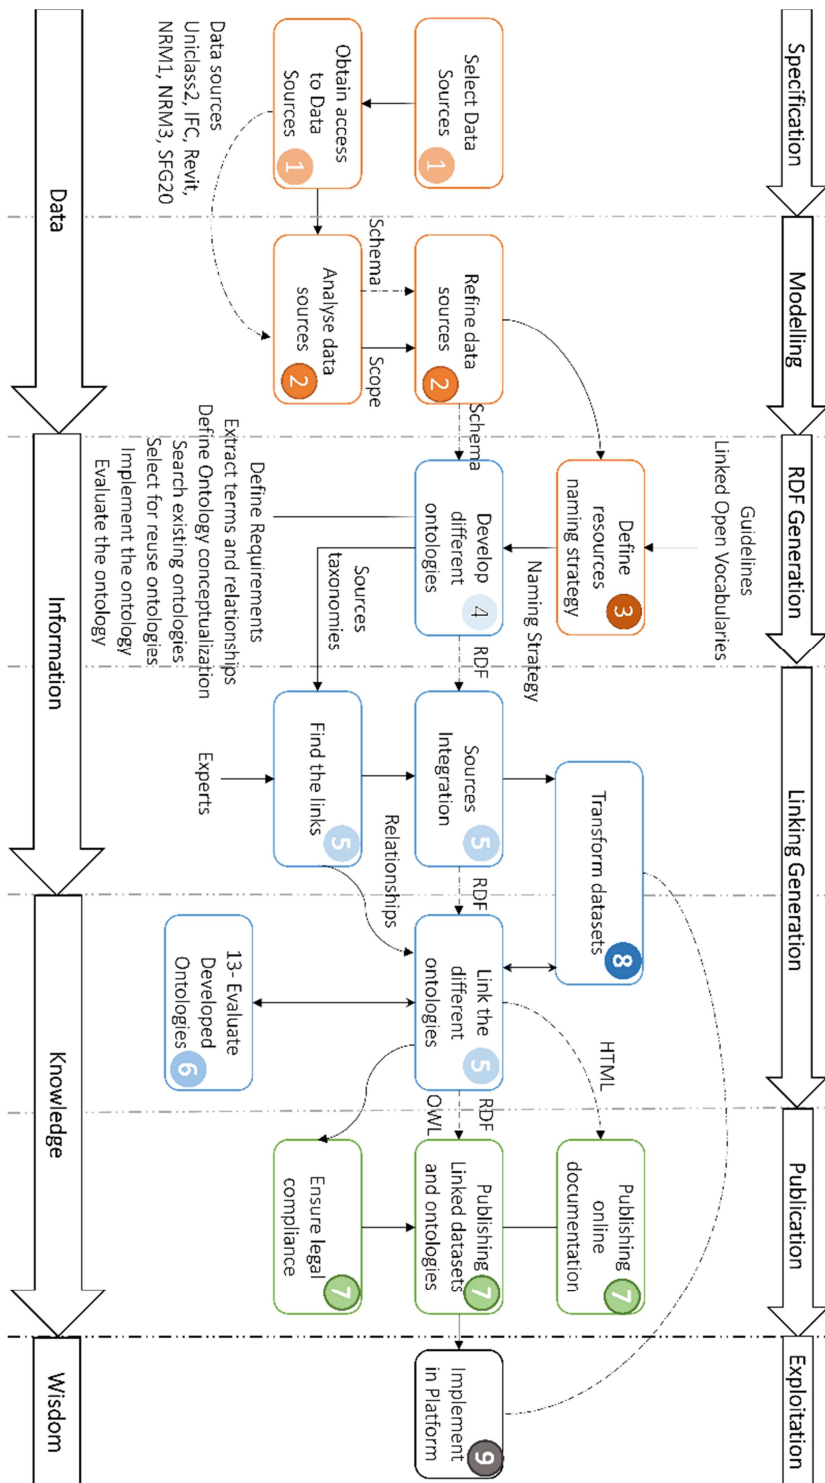 Specification
Modelling
RDF Generation
Linking Generation
Publication
Exploitation
Select Data
Sources
1
Obtain access
to Data
Sources
1
Data sources
Uniclass2, IFC, Revit,
NRM1, NRM3, SFG20
Refine data
sources
2
Schema
Scope
Analyse data
sources
2
Schema
Guidelines
Linked Open Vocabularies
Define
resources
naming strategy
3
Naming Strategy
Develop
different
ontologies
4
RDF
Sources
taxonomies
Define Requirements
Extract terms and relationships
Define Ontology conceptualization
Search existing ontologies
Select for reuse ontologies
Implement the ontology
Evaluate the ontology
Transform datasets
8
Sources
Integration
5
RDF
Find the links
5
Relationships
Experts
Link the
different
ontologies
5
HTML
RDF
OWL
13- Evaluate
Developed
Ontologies
6
Publishing
online
documentation
7
Publishing
Linked datasets
and ontologies
7
Ensure legal
compliance
7
Implement
in Platform
9
Data
Information
Knowledge
Wisdom